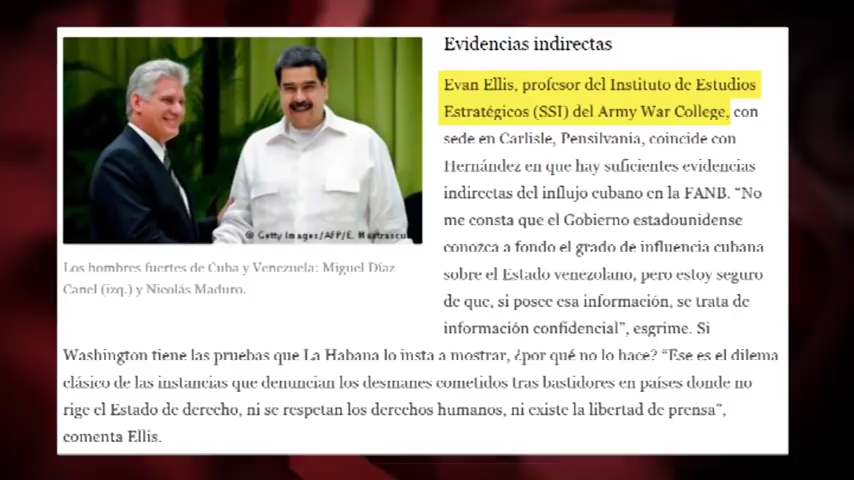 Evidencias indirectas
Evan Ellis, profesor del Instituto de Estudios
Estratégicos (SSI) del Army War College, con
sede en Carlisle, Pensilvania, coincide con
Hernández en que hay suficientes evidencias
indirectas del influjo cubano en la FANB. “No
me consta que el Gobierno estadounidense
conozca a fondo el grado de influencia cubana
sobre el Estado venezolano, pero estoy seguro
de que, si posee esa información, se trata de
información confidencial”, esgrime. Si
Washington tiene las pruebas que La Habana lo insta a mostrar, ¿por qué no lo hace? “Ese es el dilema
clásico de las instancias que denuncian los desmanes cometidos tras bastidores en países donde no
rige el Estado de derecho, ni se respetan los derechos humanos, ni existe la libertad de prensa”,
comenta Ellis.
© Getty Images/AFP/E. Mastrascu
Los hombres fuertes de Cuba y Venezuela: Miguel Díaz
Canel (izq.) y Nicolás Maduro.